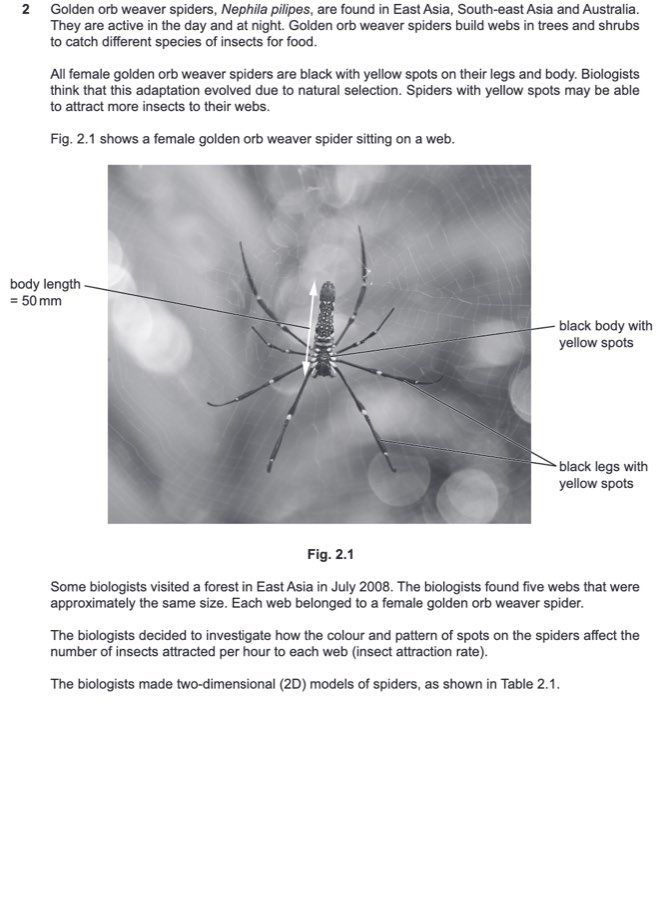 2 Golden orb weaver spiders, Nephila pilipes, are found in East Asia, South-east Asia and Australia.
They are active in the day and at night. Golden orb weaver spiders build webs in trees and shrubs
to catch different species of insects for food.
All female golden orb weaver spiders are black with yellow spots on their legs and body. Biologists
think that this adaptation evolved due to natural selection. Spiders with yellow spots may be able
to attract more insects to their webs.
Fig. 2.1 shows a female golden orb weaver spider sitting on a web.
body length
= 50 mm
black body with
yellow spots
black legs with
yellow spots
Fig. 2.1
Some biologists visited a forest in East Asia in July 2008. The biologists found five webs that were
approximately the same size. Each web belonged to a female golden orb weaver spider.
The biologists decided to investigate how the colour and pattern of spots on the spiders affect the
number of insects attracted per hour to each web (insect attraction rate).
The biologists made two-dimensional (2D) models of spiders, as shown in Table 2.1.